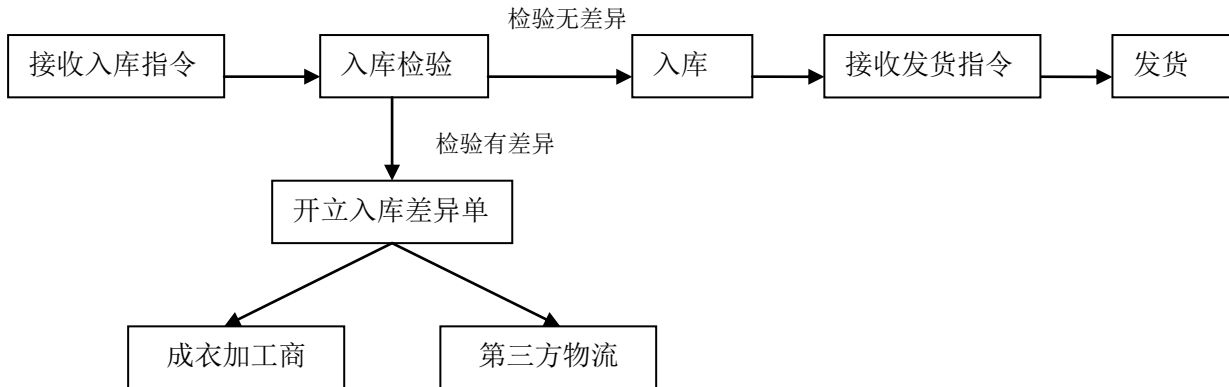 检验无差异
接收入库指令
入库检验
入库
接收发货指令
发货
检验有差异
开立入库差异单
成衣加工商
第三方物流